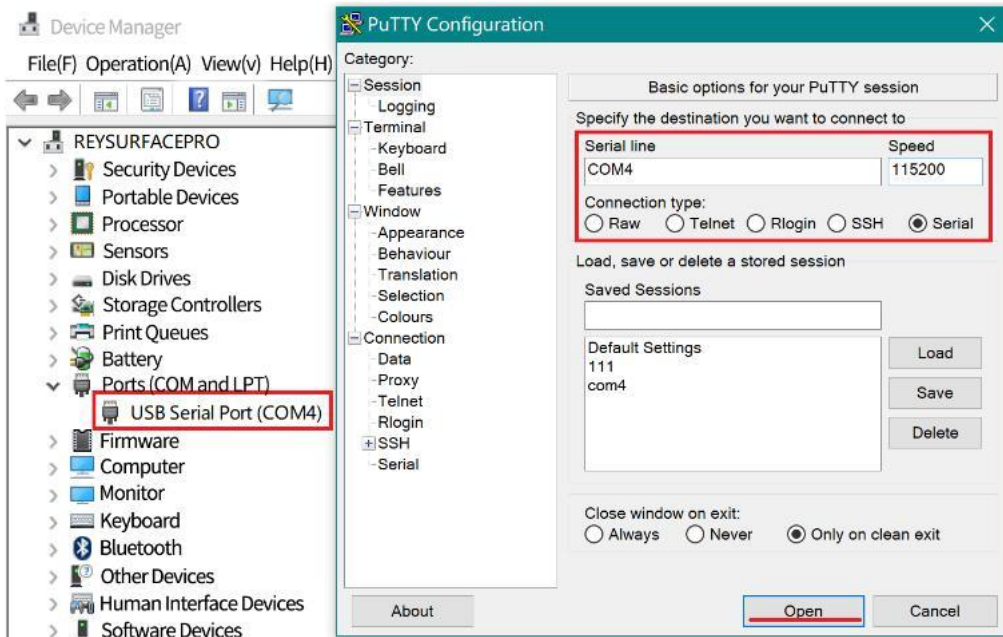 Device Manager
File(F) Operation(A) View(v) Help(H)
REYSURFACEPRO
Security Devices
Portable Devices
Processor
Sensors
Disk Drives
Storage Controllers
Print Queues
Battery
Ports (COM and LPT)
USB Serial Port (COM4)
Firmware
Computer
Monitor
Keyboard
Bluetooth
Other Devices
Human Interface Devices
Software Devices
PuTTY Configuration
Category:
Session
Logging
Terminal
Keyboard
Bell
Features
Window
Appearance
Behaviour
Translation
Selection
Colours
Connection
Data
Proxy
Telnet
Rlogin
SSH
Serial
Basic options for your PuTTY session
Specify the destination you want to connect to
Serial line Speed
COM4 115200
Connection type:
Raw Telnet Rlogin SSH Serial
Load, save or delete a stored session
Saved Sessions
Default Settings
111
com4
Load
Save
Delete
Close window on exit:
Always Never Only on clean exit
About Open Cancel